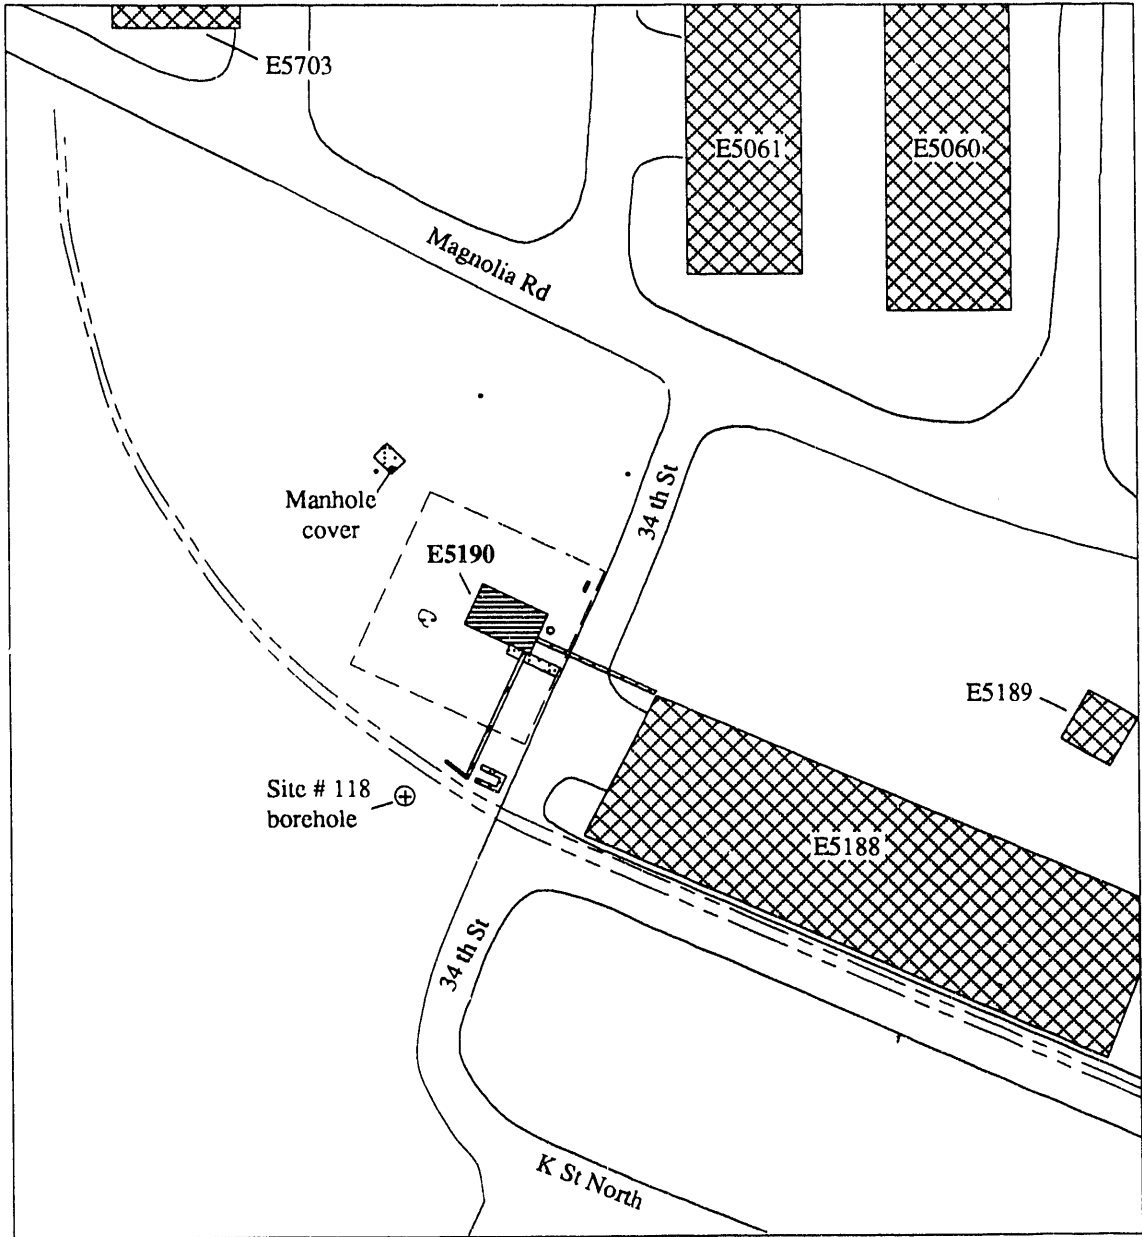 E5703
E5061
E5060
Magnolia Rd
34 th St
Manhole
cover
E5190
E5189
Site # 118
borehole
E5188
34 th St
K St North